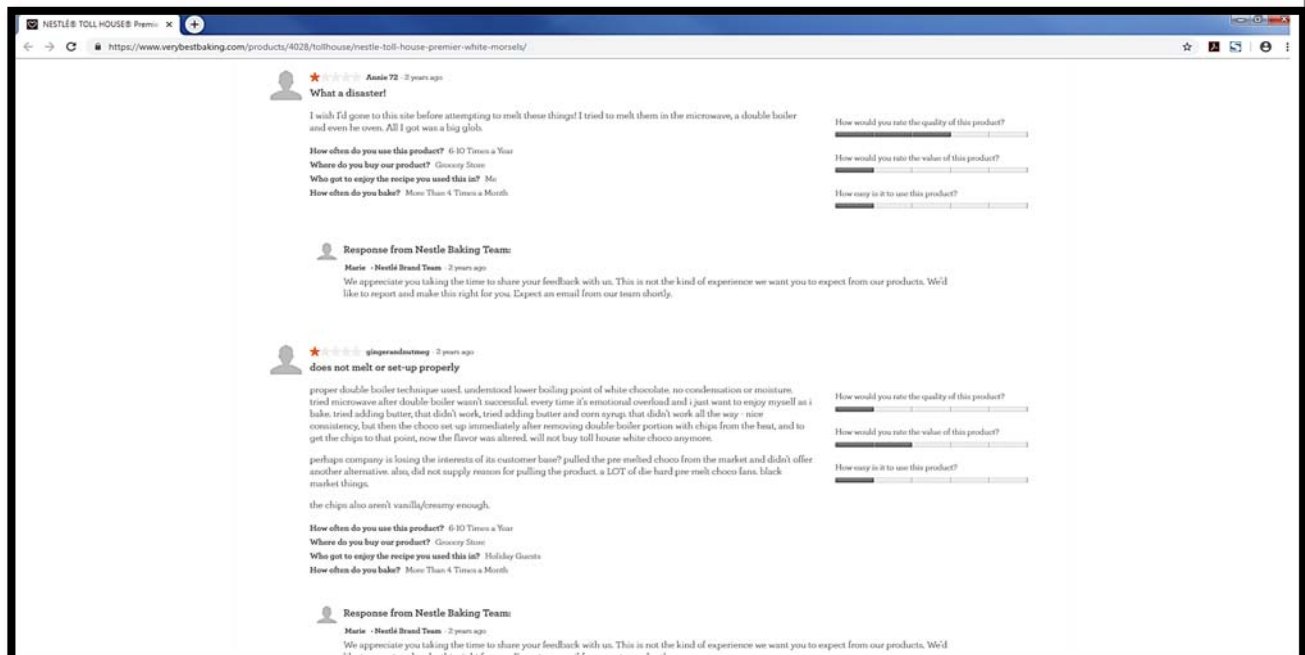 NESTLÉ® TOLL HOUSE® Premi
https://www.verybestbaking.com/products/4028/tollhouse/nestle-toll-house-premier-white-morsels/
Annie 72 · 2 years ago
What a disaster!
I wish I'd gone to this site before attempting to melt these things! I tried to melt them in the microwave, a double boiler
and even he oven. All I got was a big glob.
How often do you use this product? 6-10 Times a Year
Where do you buy our product? Grocery Store
Who got to enjoy the recipe you used this in? Me
How often do you bake? More Than 4 Times a Month
How would you rate the quality of this product?
How would you rate the value of this product?
How easy is it to use this product?
Response from Nestle Baking Team:
Marie · Nestlé Brand Team · 2 years ago
We appreciate you taking the time to share your feedback with us. This is not the kind of experience we want you to expect from our products. We'd
like to report and make this right for you. Expect an email from our team shortly.
gingerandnutmeg · 2 years ago
does not melt or set-up properly
proper double boiler technique used. understood lower boiling point of white chocolate. no condensation or moisture.
tried microwave after double boiler wasn't successful. every time it's emotional overload and i just want to enjoy myself as i
bake. tried adding butter, that didn't work, tried adding butter and corn syrup. that didn't work all the way - nice
consistency, but then the choco set up immediately after removing double boiler portion with chips from the heat, and to
get the chips to that point, now the flavor was altered. will not buy toll house white choco anymore.
perhaps company is losing the interests of its customer base? pulled the pre melted choco from the market and didn't offer
another alternative. also, did not supply reason for pulling the product. a LOT of die hard pre melt choco fans. black
market things.
the chips also aren't vanilla/creamy enough.
How often do you use this product? 6-10 Times a Year
Where do you buy our product? Grocery Store
Who got to enjoy the recipe you used this in? Holiday Guests
How often do you bake? More Than 4 Times a Month
How would you rate the quality of this product?
How would you rate the value of this product?
How easy is it to use this product?
Response from Nestle Baking Team:
Marie · Nestlé Brand Team · 2 years ago
We appreciate you taking the time to share your feedback with us. This is not the kind of experience we want you to expect from our products. We'd